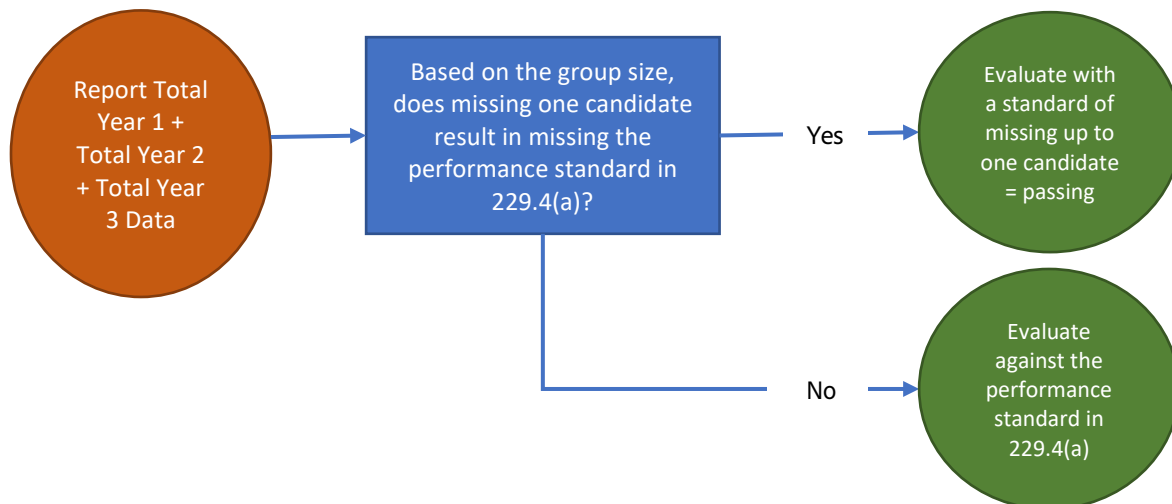 Report Total
Year 1 +
Total Year 2
+ Total Year
3 Data
Based on the group size,
does missing one candidate
result in missing the
performance standard in
229.4(a)?
Yes
Evaluate with
a standard of
missing up to
one candidate
= passing
No
Evaluate
against the
performance
standard in
229.4(a)